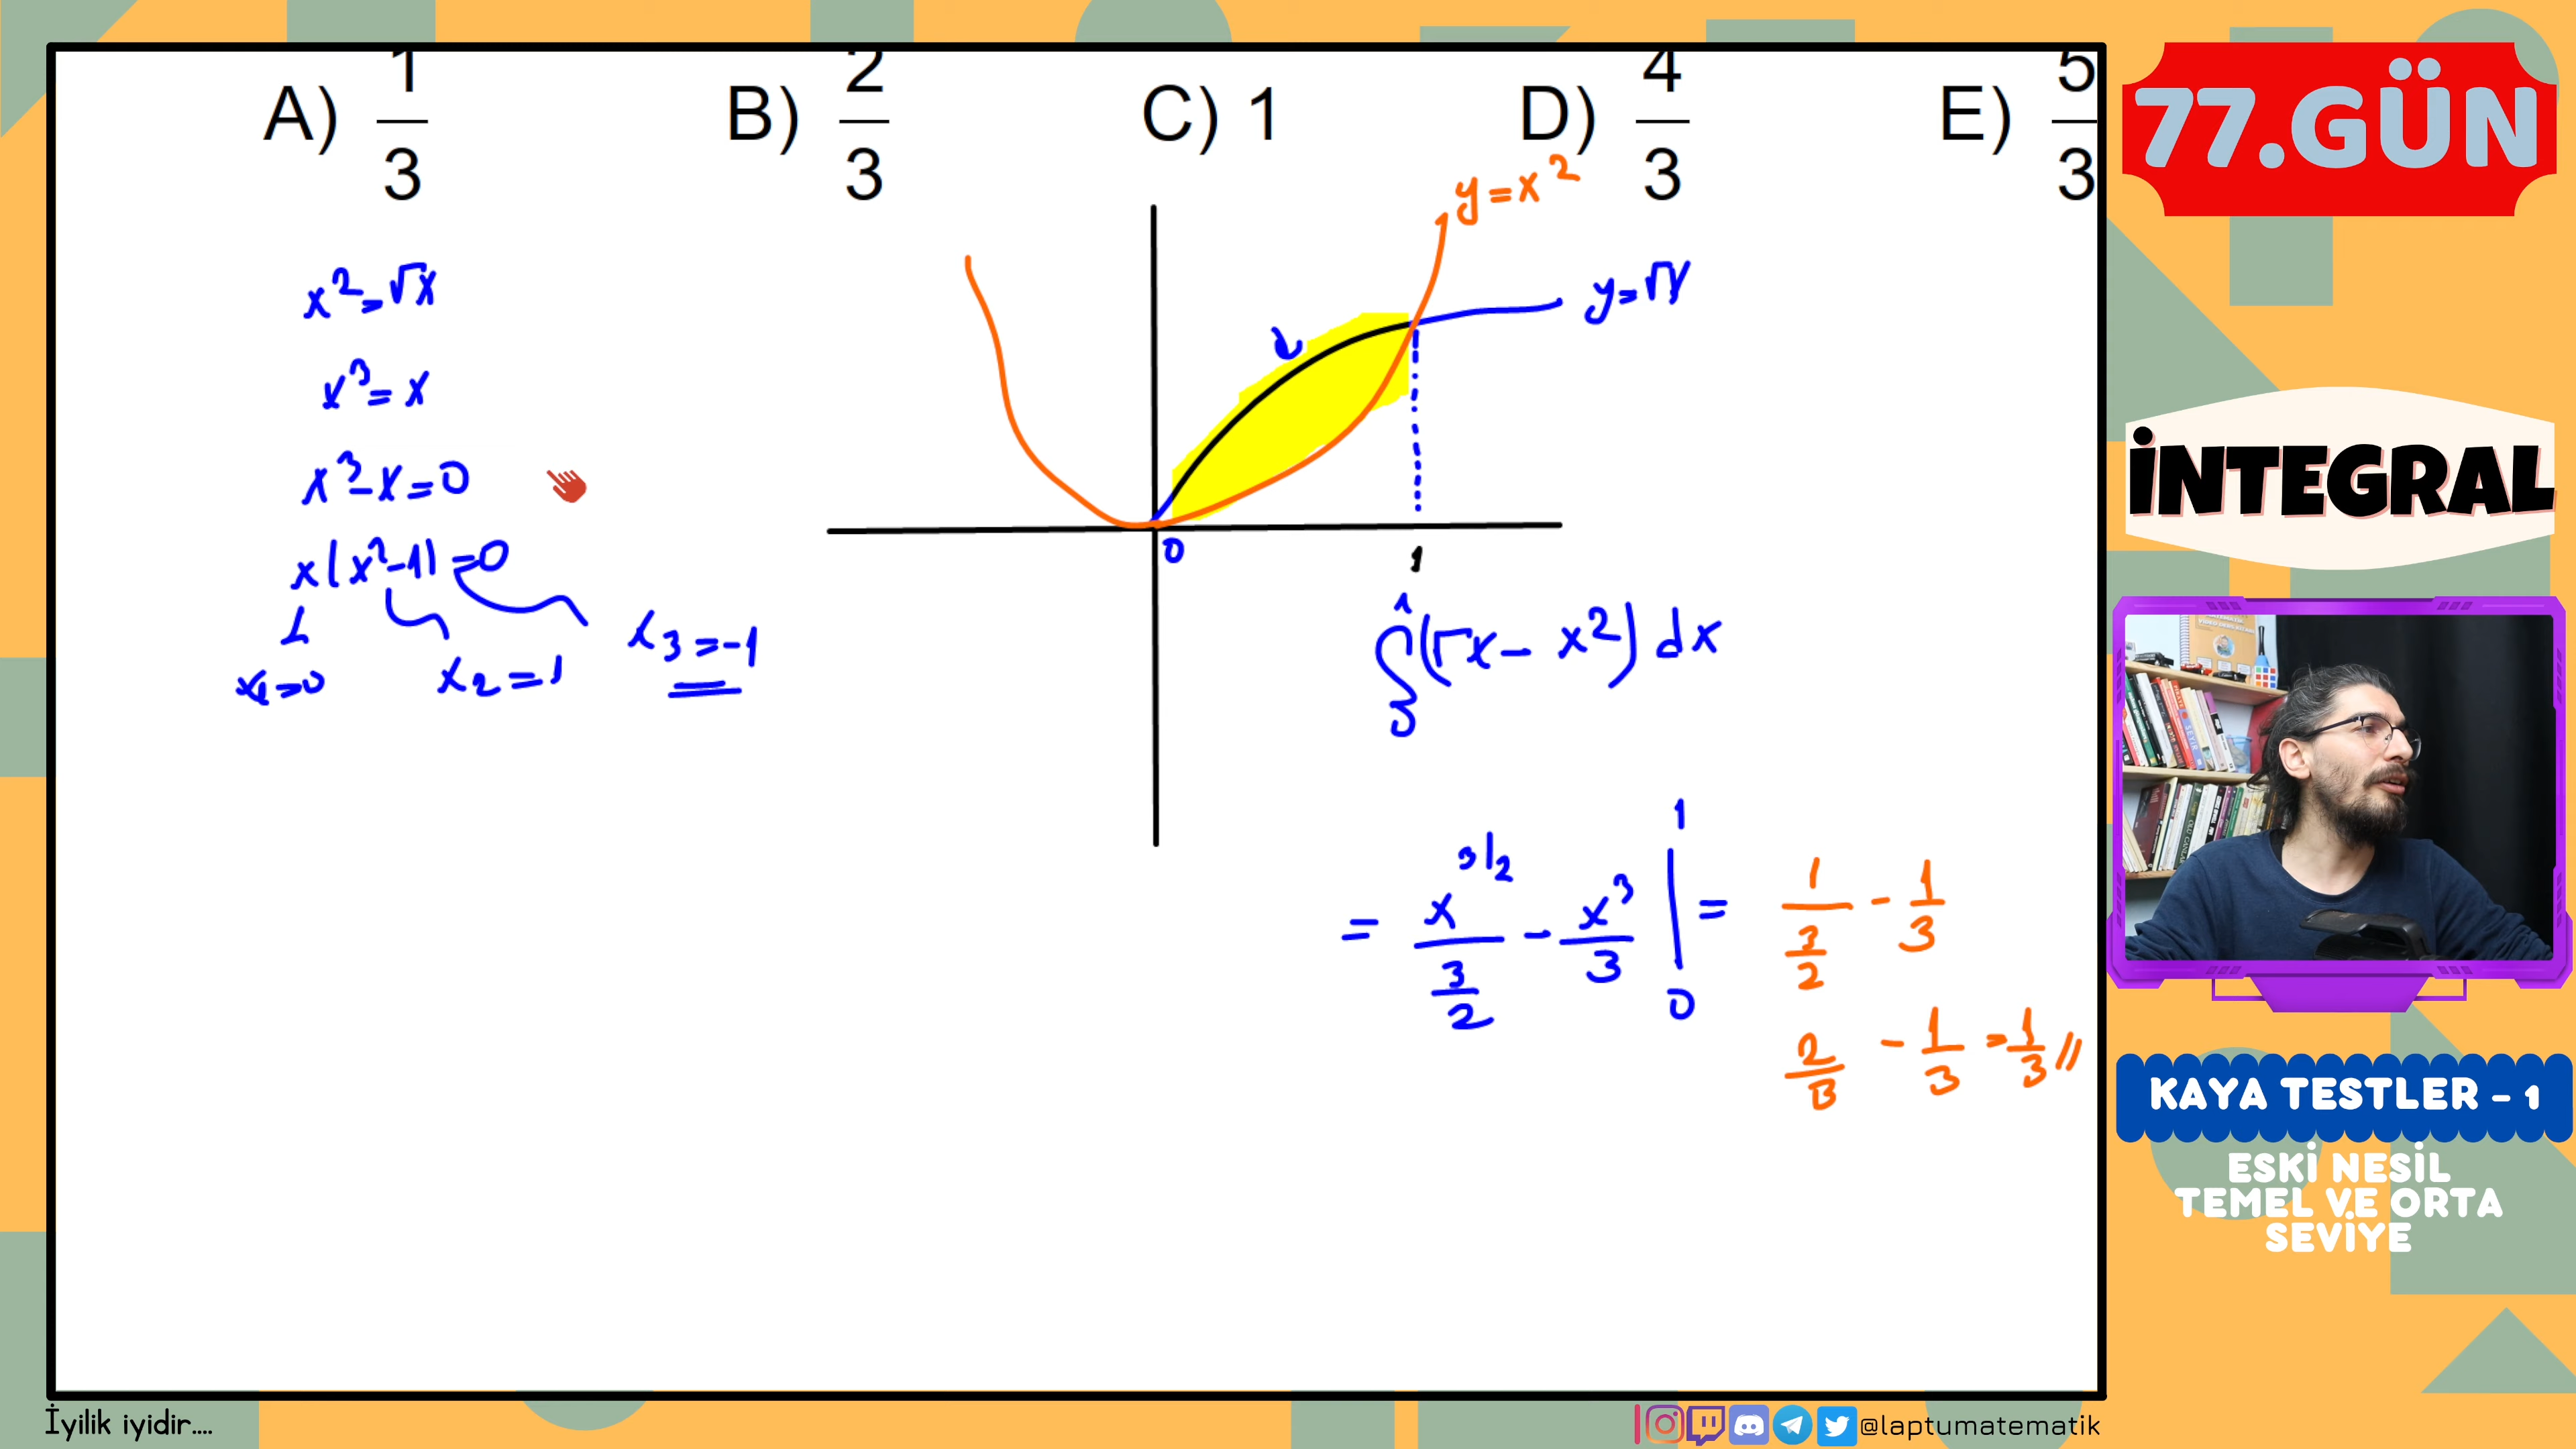 A) 1/3 B) 2/3 C) 1 D) 4/3 E) 5/3
y=x²
y=√x
x²=√x
x³=x
x³-x=0
x(x²-1)=0
x₁=0 x₂=1 x₃=-1
0 1
∫₀¹(√x-x²)dx
= x^(3/2)/(3/2) - x³/3 |₀¹ = 1/(3/2) - 1/3
2/3 - 1/3 = 1/3 //
77.GÜN
İNTEGRAL
KAYA TESTLER - 1
ESKİ NESİL
TEMEL VE ORTA
SEVİYE
İyilik iyidir....
@laptumatematik